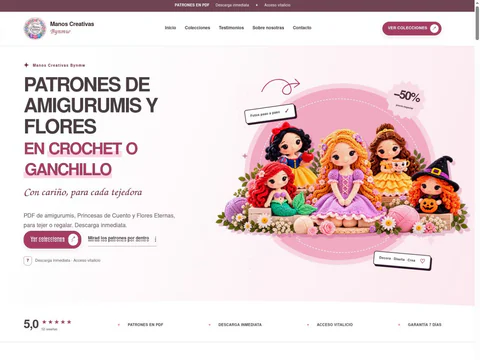 PATRONES EN PDF Descarga inmediata • Acceso vitalicio
Manos Creativas
Bynmw
Inicio Colecciones Testimonios Sobre nosotras Contacto
VER COLECCIONES
Manos Creativas Bynmw
PATRONES DE
AMIGURUMIS Y
FLORES
EN CROCHET O
GANCHILLO
Con cariño, para cada tejedora
PDF de amigurumis, Princesas de Cuento y Flores Eternas,
para tejer o regalar. Descarga inmediata.
Ver colecciones
Mirad los patrones por dentro
Descarga inmediata · Acceso vitalicio
-50%
5,0 ★★★★★
PATRONES EN PDF
DESCARGA INMEDIATA
ACCESO VITALICIO
GARANTÍA 7 DÍAS